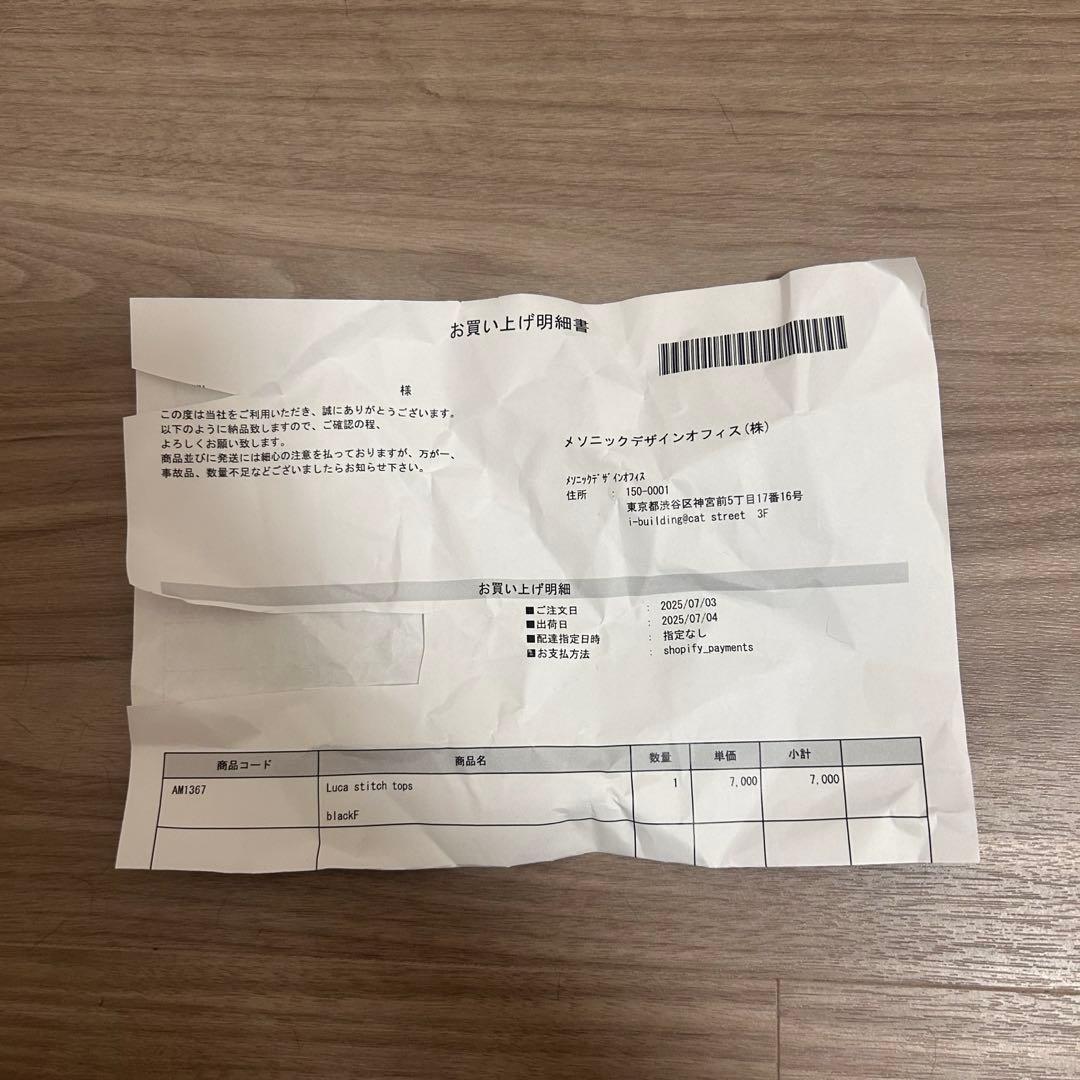 お買い上げ明細書
様
この度は当社をご利用いただき、誠にありがとうございます。
以下のように納品致しますので、ご確認の程、
よろしくお願い致します。
商品並びに発送には細心の注意を払っておりますが、万が一、
事故品、数量不足などございましたらお知らせ下さい。
メソニックデザインオフィス(株)
ﾒｿﾆｯｸﾃﾞｻﾞｲﾝｵﾌｨｽ
住所 : 150-0001
東京都渋谷区神宮前5丁目17番16号
i-building@cat street 3F
お買い上げ明細
■ご注文日 : 2025/07/03
■出荷日 : 2025/07/04
■配達指定日時 : 指定なし
お支払方法 : shopify_payments
商品コード 商品名 数量 単価 小計
AM1367 Luca stitch tops 1 7,000 7,000
blackF